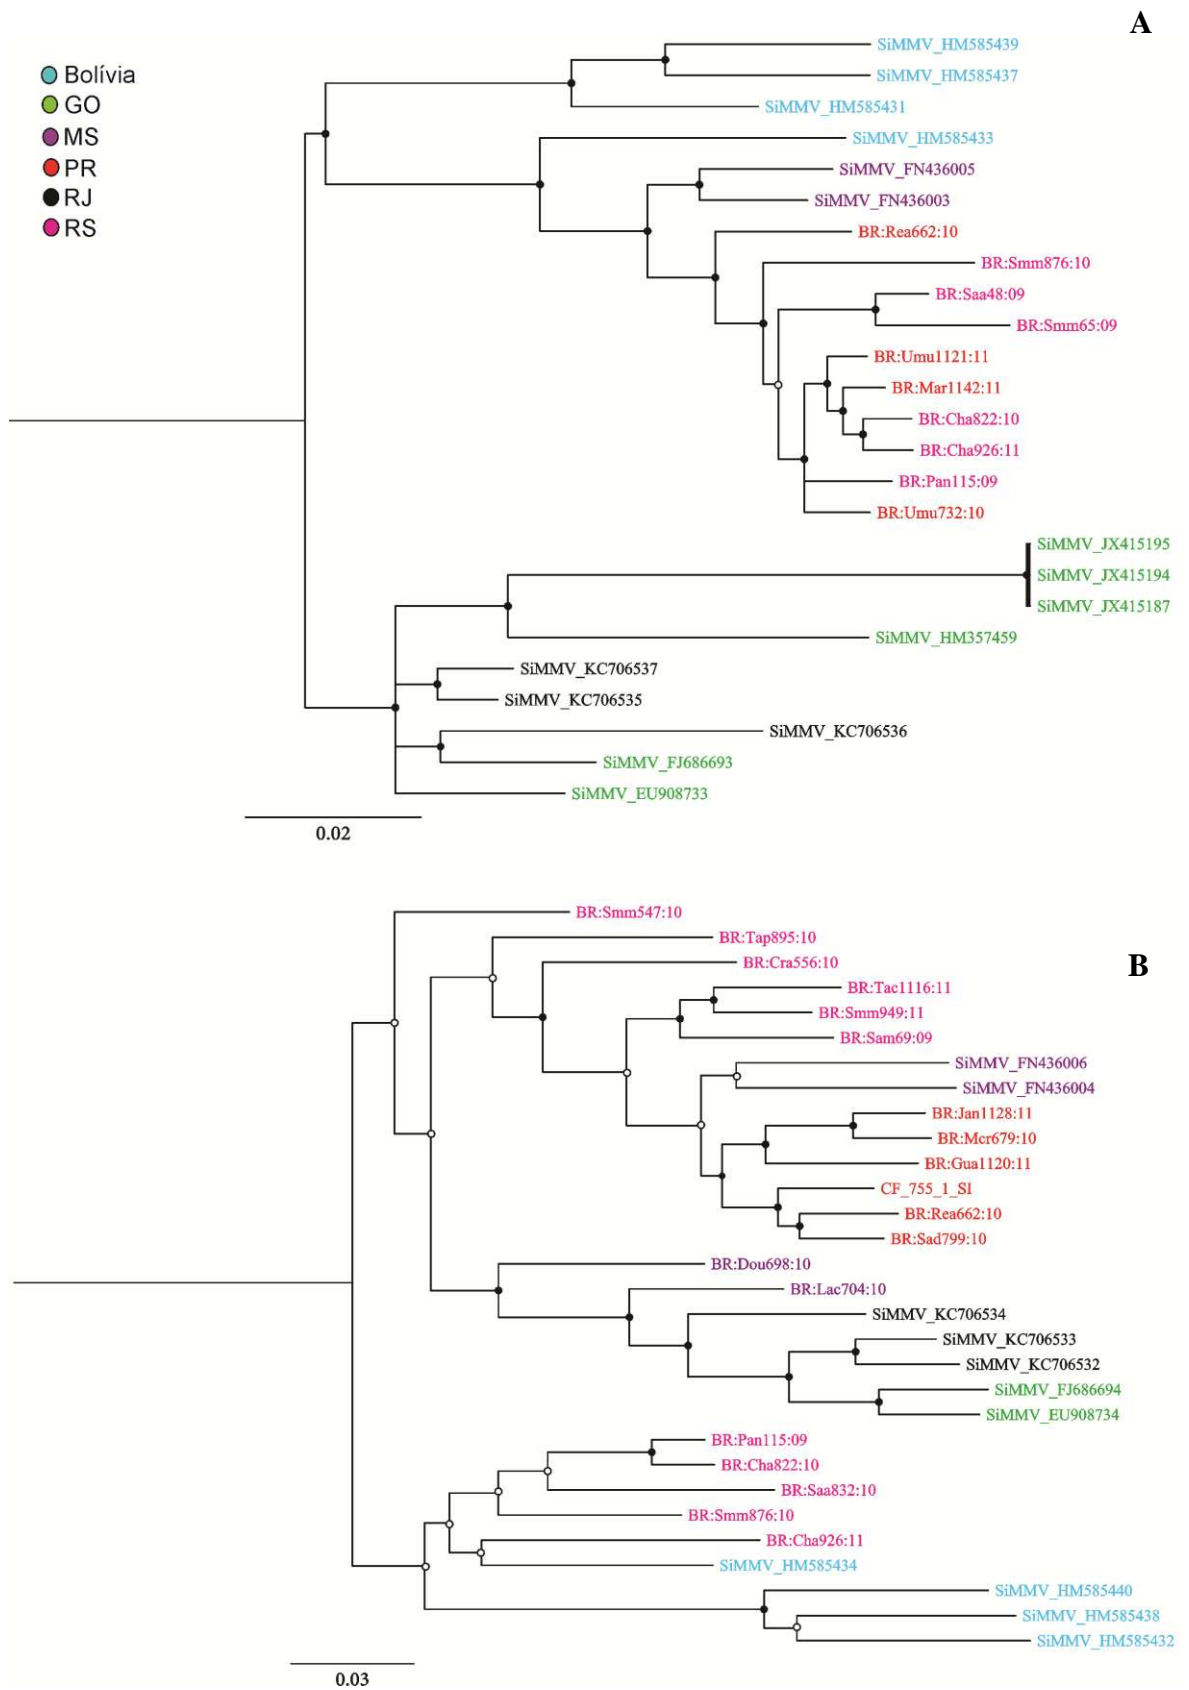 A
Bolívia
GO
MS
PR
RJ
RS
SiMMV_HM585439
SiMMV_HM585437
SiMMV_HM585431
SiMMV_HM585433
SiMMV_FN436005
SiMMV_FN436003
BR:Rea662:10
BR:Smm876:10
BR:Saa48:09
BR:Smm65:09
BR:Umu1121:11
BR:Mar1142:11
BR:Cha822:10
BR:Cha926:11
BR:Pan115:09
BR:Umu732:10
SiMMV_JX415195
SiMMV_JX415194
SiMMV_JX415187
SiMMV_HM357459
SiMMV_KC706537
SiMMV_KC706535
SiMMV_KC706536
SiMMV_FJ686693
SiMMV_EU908733
0.02
B
BR:Smm547:10
BR:Tap895:10
BR:Cra556:10
BR:Tac1116:11
BR:Smm949:11
BR:Sam69:09
SiMMV_FN436006
SiMMV_FN436004
BR:Jan1128:11
BR:Mcr679:10
BR:Gua1120:11
CF_755_1_SI
BR:Rea662:10
BR:Sad799:10
BR:Dou698:10
BR:Lac704:10
SiMMV_KC706534
SiMMV_KC706533
SiMMV_KC706532
SiMMV_FJ686694
SiMMV_EU908734
BR:Pan115:09
BR:Cha822:10
BR:Saa832:10
BR:Smm876:10
BR:Cha926:11
SiMMV_HM585434
SiMMV_HM585440
SiMMV_HM585438
SiMMV_HM585432
0.03